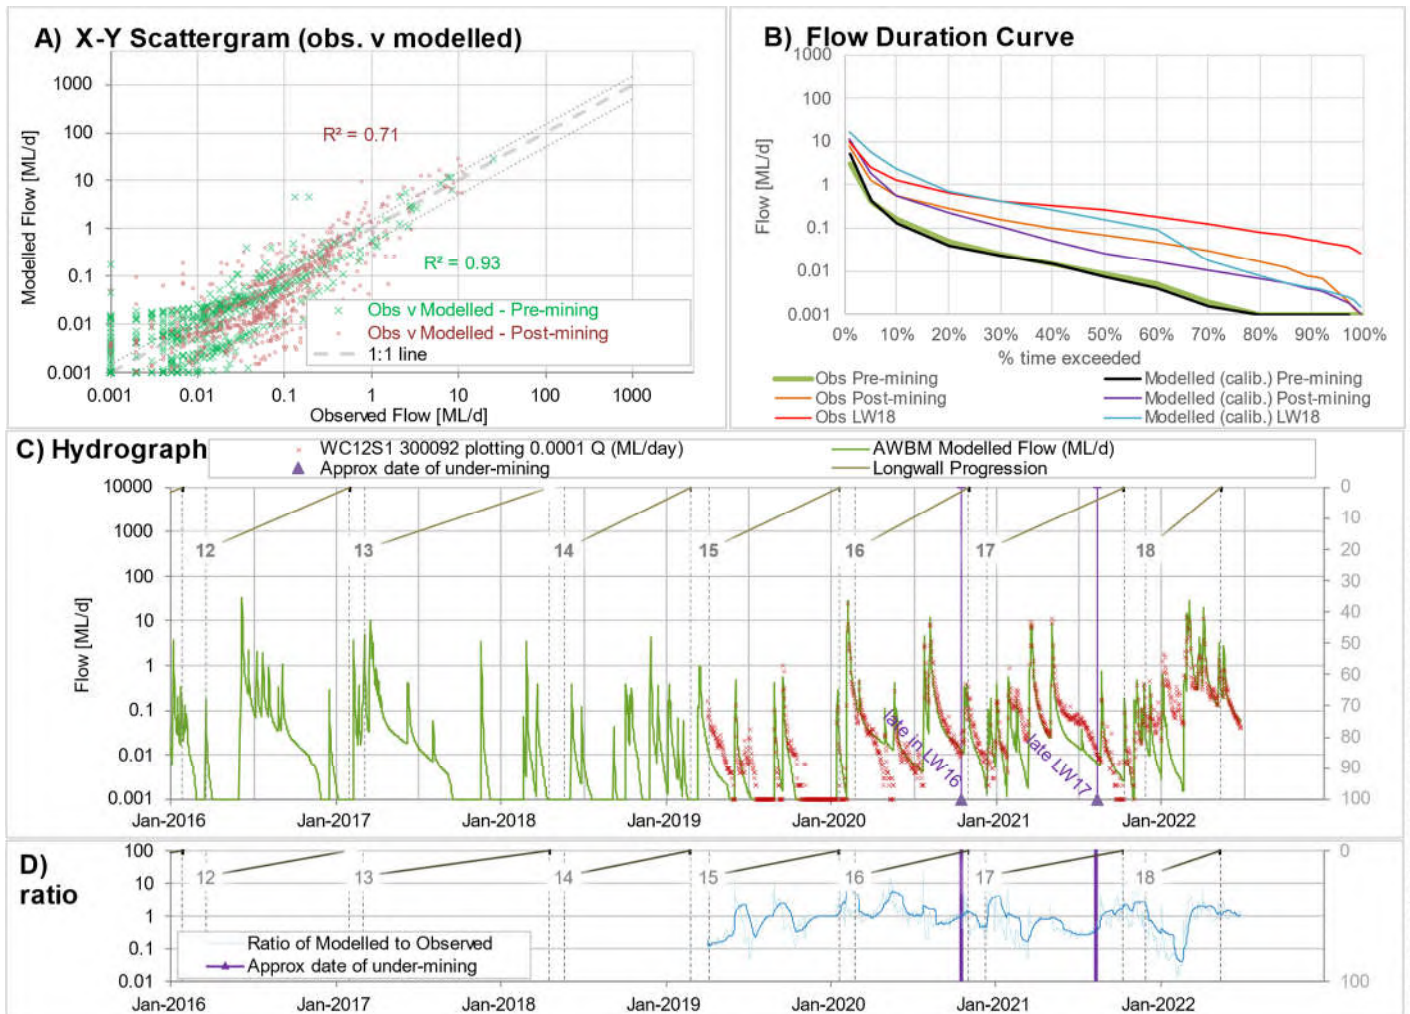 A) X-Y Scattergram (obs. v modelled)
Modelled Flow [ML/d]
1000
100
10
1
0.1
0.01
0.001
R² = 0.71
R² = 0.93
Obs v Modelled - Pre-mining
Obs v Modelled - Post-mining
1:1 line
0.001 0.01 0.1 1 10 100 1000
Observed Flow [ML/d]
B) Flow Duration Curve
Flow [ML/d]
1000
100
10
1
0.1
0.01
0.001
0% 10% 20% 30% 40% 50% 60% 70% 80% 90% 100%
% time exceeded
Obs Pre-mining Modelled (calib.) Pre-mining
Obs Post-mining Modelled (calib.) Post-mining
Obs LW18 Modelled (calib.) LW18
C) Hydrograph
WC12S1 300092 plotting 0.0001 Q (ML/day) AWBM Modelled Flow (ML/d)
Approx date of under-mining Longwall Progression
Flow [ML/d]
10000
1000
100
10
1
0.1
0.01
0.001
12 13 14 15 16 17 18
late in LW16
late LW17
0
10
20
30
40
50
60
70
80
90
100
Jan-2016 Jan-2017 Jan-2018 Jan-2019 Jan-2020 Jan-2021 Jan-2022
D)
ratio
100
10
1
0.1
0.01
12 13 14 15 16 17 18
Ratio of Modelled to Observed
Approx date of under-mining
0
100
Jan-2016 Jan-2017 Jan-2018 Jan-2019 Jan-2020 Jan-2021 Jan-2022